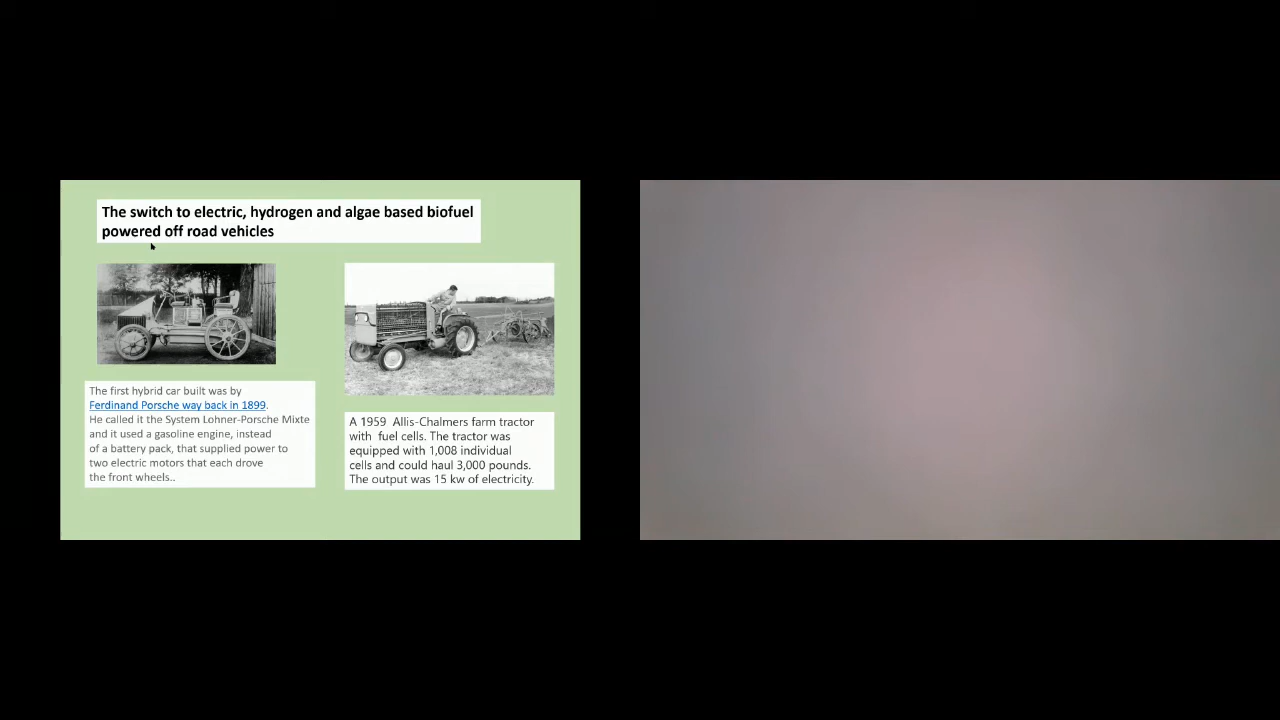 The switch to electric, hydrogen and algae based biofuel
powered off road vehicles
The first hybrid car built was by
Ferdinand Porsche way back in 1899.
He called it the System Lohner-Porsche Mixte
and it used a gasoline engine, instead
of a battery pack, that supplied power to
two electric motors that each drove
the front wheels..
A 1959 Allis-Chalmers farm tractor
with fuel cells. The tractor was
equipped with 1,008 individual
cells and could haul 3,000 pounds.
The output was 15 kw of electricity.